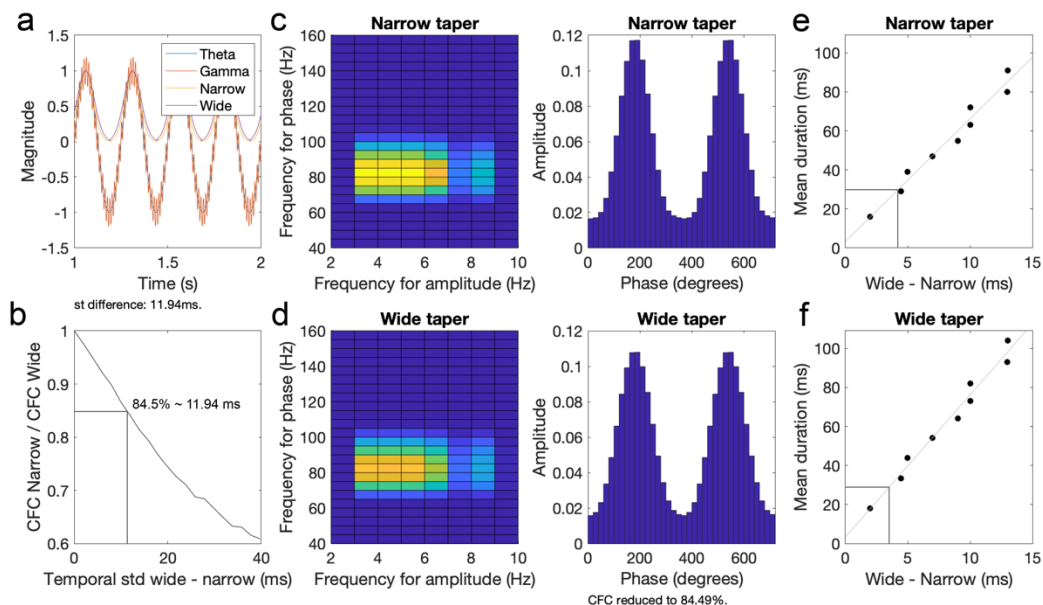 a
1.5
1
0.5
0
-0.5
-1
-1.5
Magnitude
Theta
Gamma
Narrow
Wide
1
1.5
2
Time (s)
st difference: 11.94ms.
b
1
0.9
0.8
0.7
0.6
CFC Narrow / CFC Wide
84.5% ~ 11.94 ms
0
20
40
Temporal std wide - narrow (ms)
c
Narrow taper
160
140
120
100
80
60
40
Frequency for phase (Hz)
0 2 4 6 8 10
Frequency for amplitude (Hz)
Narrow taper
0.12
0.1
0.08
0.06
0.04
0.02
0
Amplitude
0 200 400 600
Phase (degrees)
d
Wide taper
160
140
120
100
80
60
40
Frequency for phase (Hz)
0 2 4 6 8 10
Frequency for amplitude (Hz)
Wide taper
0.12
0.1
0.08
0.06
0.04
0.02
0
Amplitude
0 200 400 600
Phase (degrees)
CFC reduced to 84.49%.
e
100
80
60
40
20
0
Mean duration (ms)
0 5 10 15
Wide - Narrow (ms)
f
100
80
60
40
20
0
Mean duration (ms)
0 5 10 15
Wide - Narrow (ms)